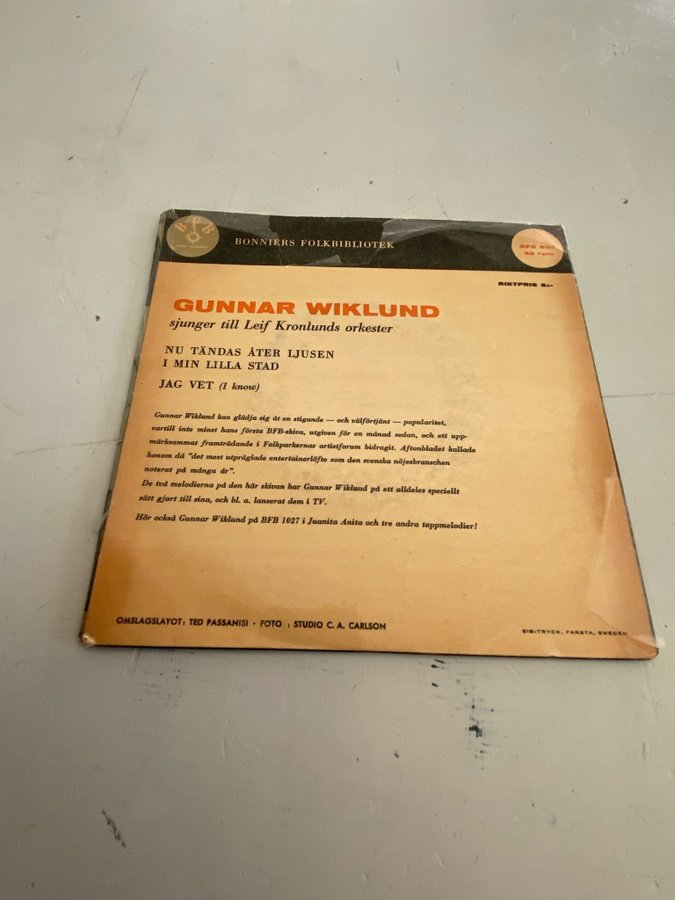 BFB
BONNIERS FOLKBIBLIOTEK
BFB
45 rpm
RIKTPRIS 6:-
GUNNAR WIKLUND
sjunger till Leif Kronlunds orkester
NU TÄNDAS ÅTER LJUSEN
I MIN LILLA STAD
JAG VET (I know)
Gunnar Wiklund kan glädja sig åt en stigande — och välförtjänt — popularitet,
vartill inte minst hans första BFB-skiva, utgiven för en månad sedan, och ett upp-
märksammat framträdande i Folkparkernas artistforum bidragit. Aftonbladet kallade
honom då "det mest utpräglade entertainerlöfte som den svenska nöjesbranschen
noterat på många år".
De två melodierna på den här skivan har Gunnar Wiklund på ett alldeles speciellt
sätt gjort till sina, och bl. a. lanserat dem i TV.
Hör också Gunnar Wiklund på BFB 1027 i Juanita Anita och tre andra toppmelodier!
OMSLAGSLAYOT: TED PASSANISI · FOTO : STUDIO C. A. CARLSON
SIB-TRYCK, FARSTA, SWEDEN